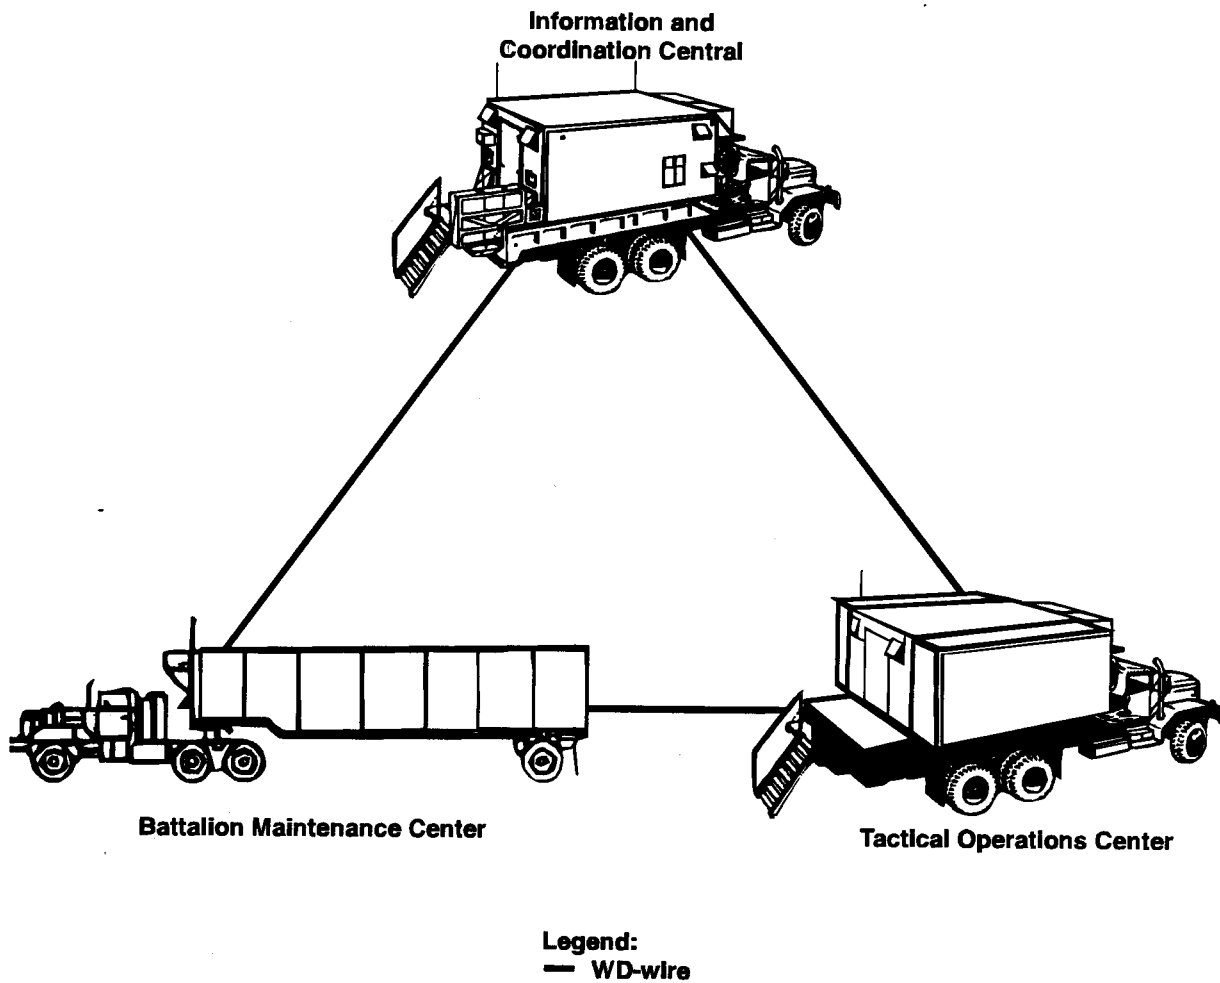 Information and
Coordination Central
Battalion Maintenance Center
Tactical Operations Center
Legend:
WD-wire